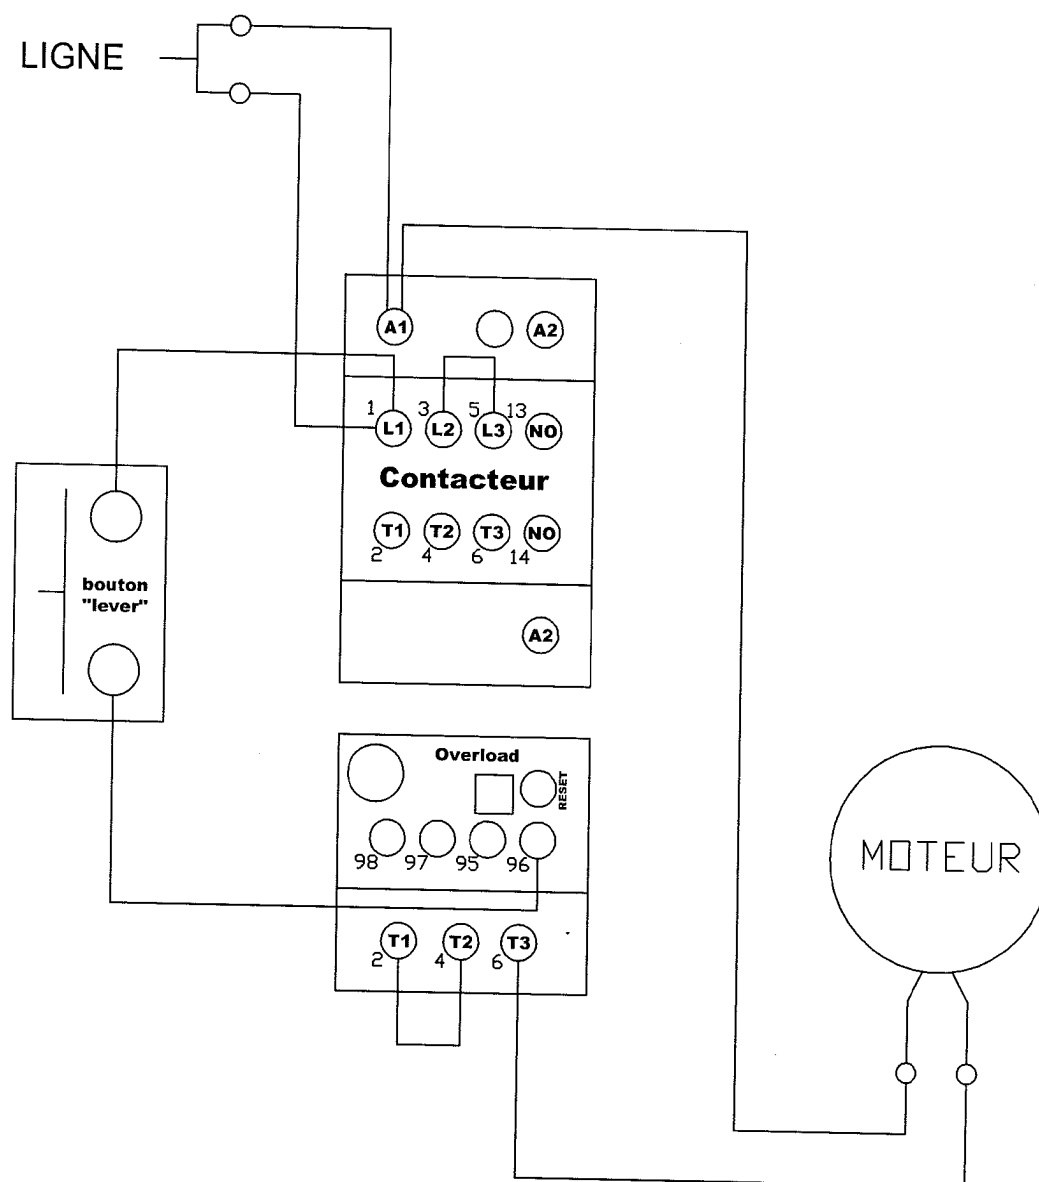 LIGNE
A1 A2
1 3 5 13
L1 L2 L3 NO
Contacteur
T1 T2 T3 NO
2 4 6 14
bouton
"lever"
A2
Overload
RESET
98 97 95 96
T1 T2 T3
2 4 6
MOTEUR